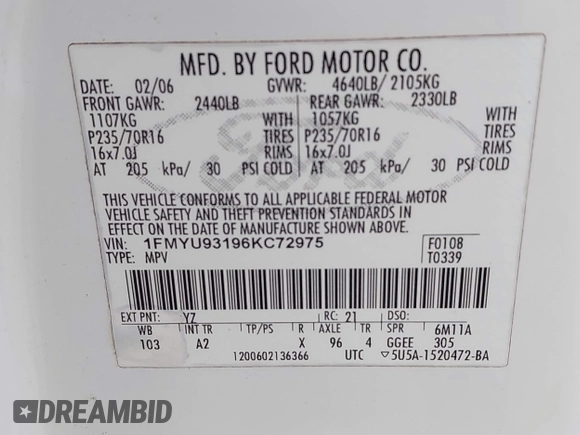 MFD. BY FORD MOTOR CO.
DATE: 02/06 GVWR: 4640LB/ 2105KG
FRONT GAWR: 2440LB REAR GAWR: 2330LB
1107KG WITH 1057KG WITH
P235/70R16 TIRES P235/70R16 TIRES
16x7.0J RIMS 16x7.0J RIMS
AT 205 kPa/ 30 PSI COLD AT 205 kPa/ 30 PSI COLD
THIS VEHICLE CONFORMS TO ALL APPLICABLE FEDERAL MOTOR
VEHICLE SAFETY AND THEFT PREVENTION STANDARDS IN
EFFECT ON THE DATE OF MANUFACTURE SHOWN ABOVE.
VIN: 1FMYU93196KC72975 F0108
TYPE: MPV T0339
EXT PNT: YZ RC: 21 DSO:
WB INT TR TP/PS R AXLE TR SPR 6M11A
103 A2 X 96 4 GGEE 305
1200602136366 UTC ▽5U5A-1520472-BA
DREAMBID